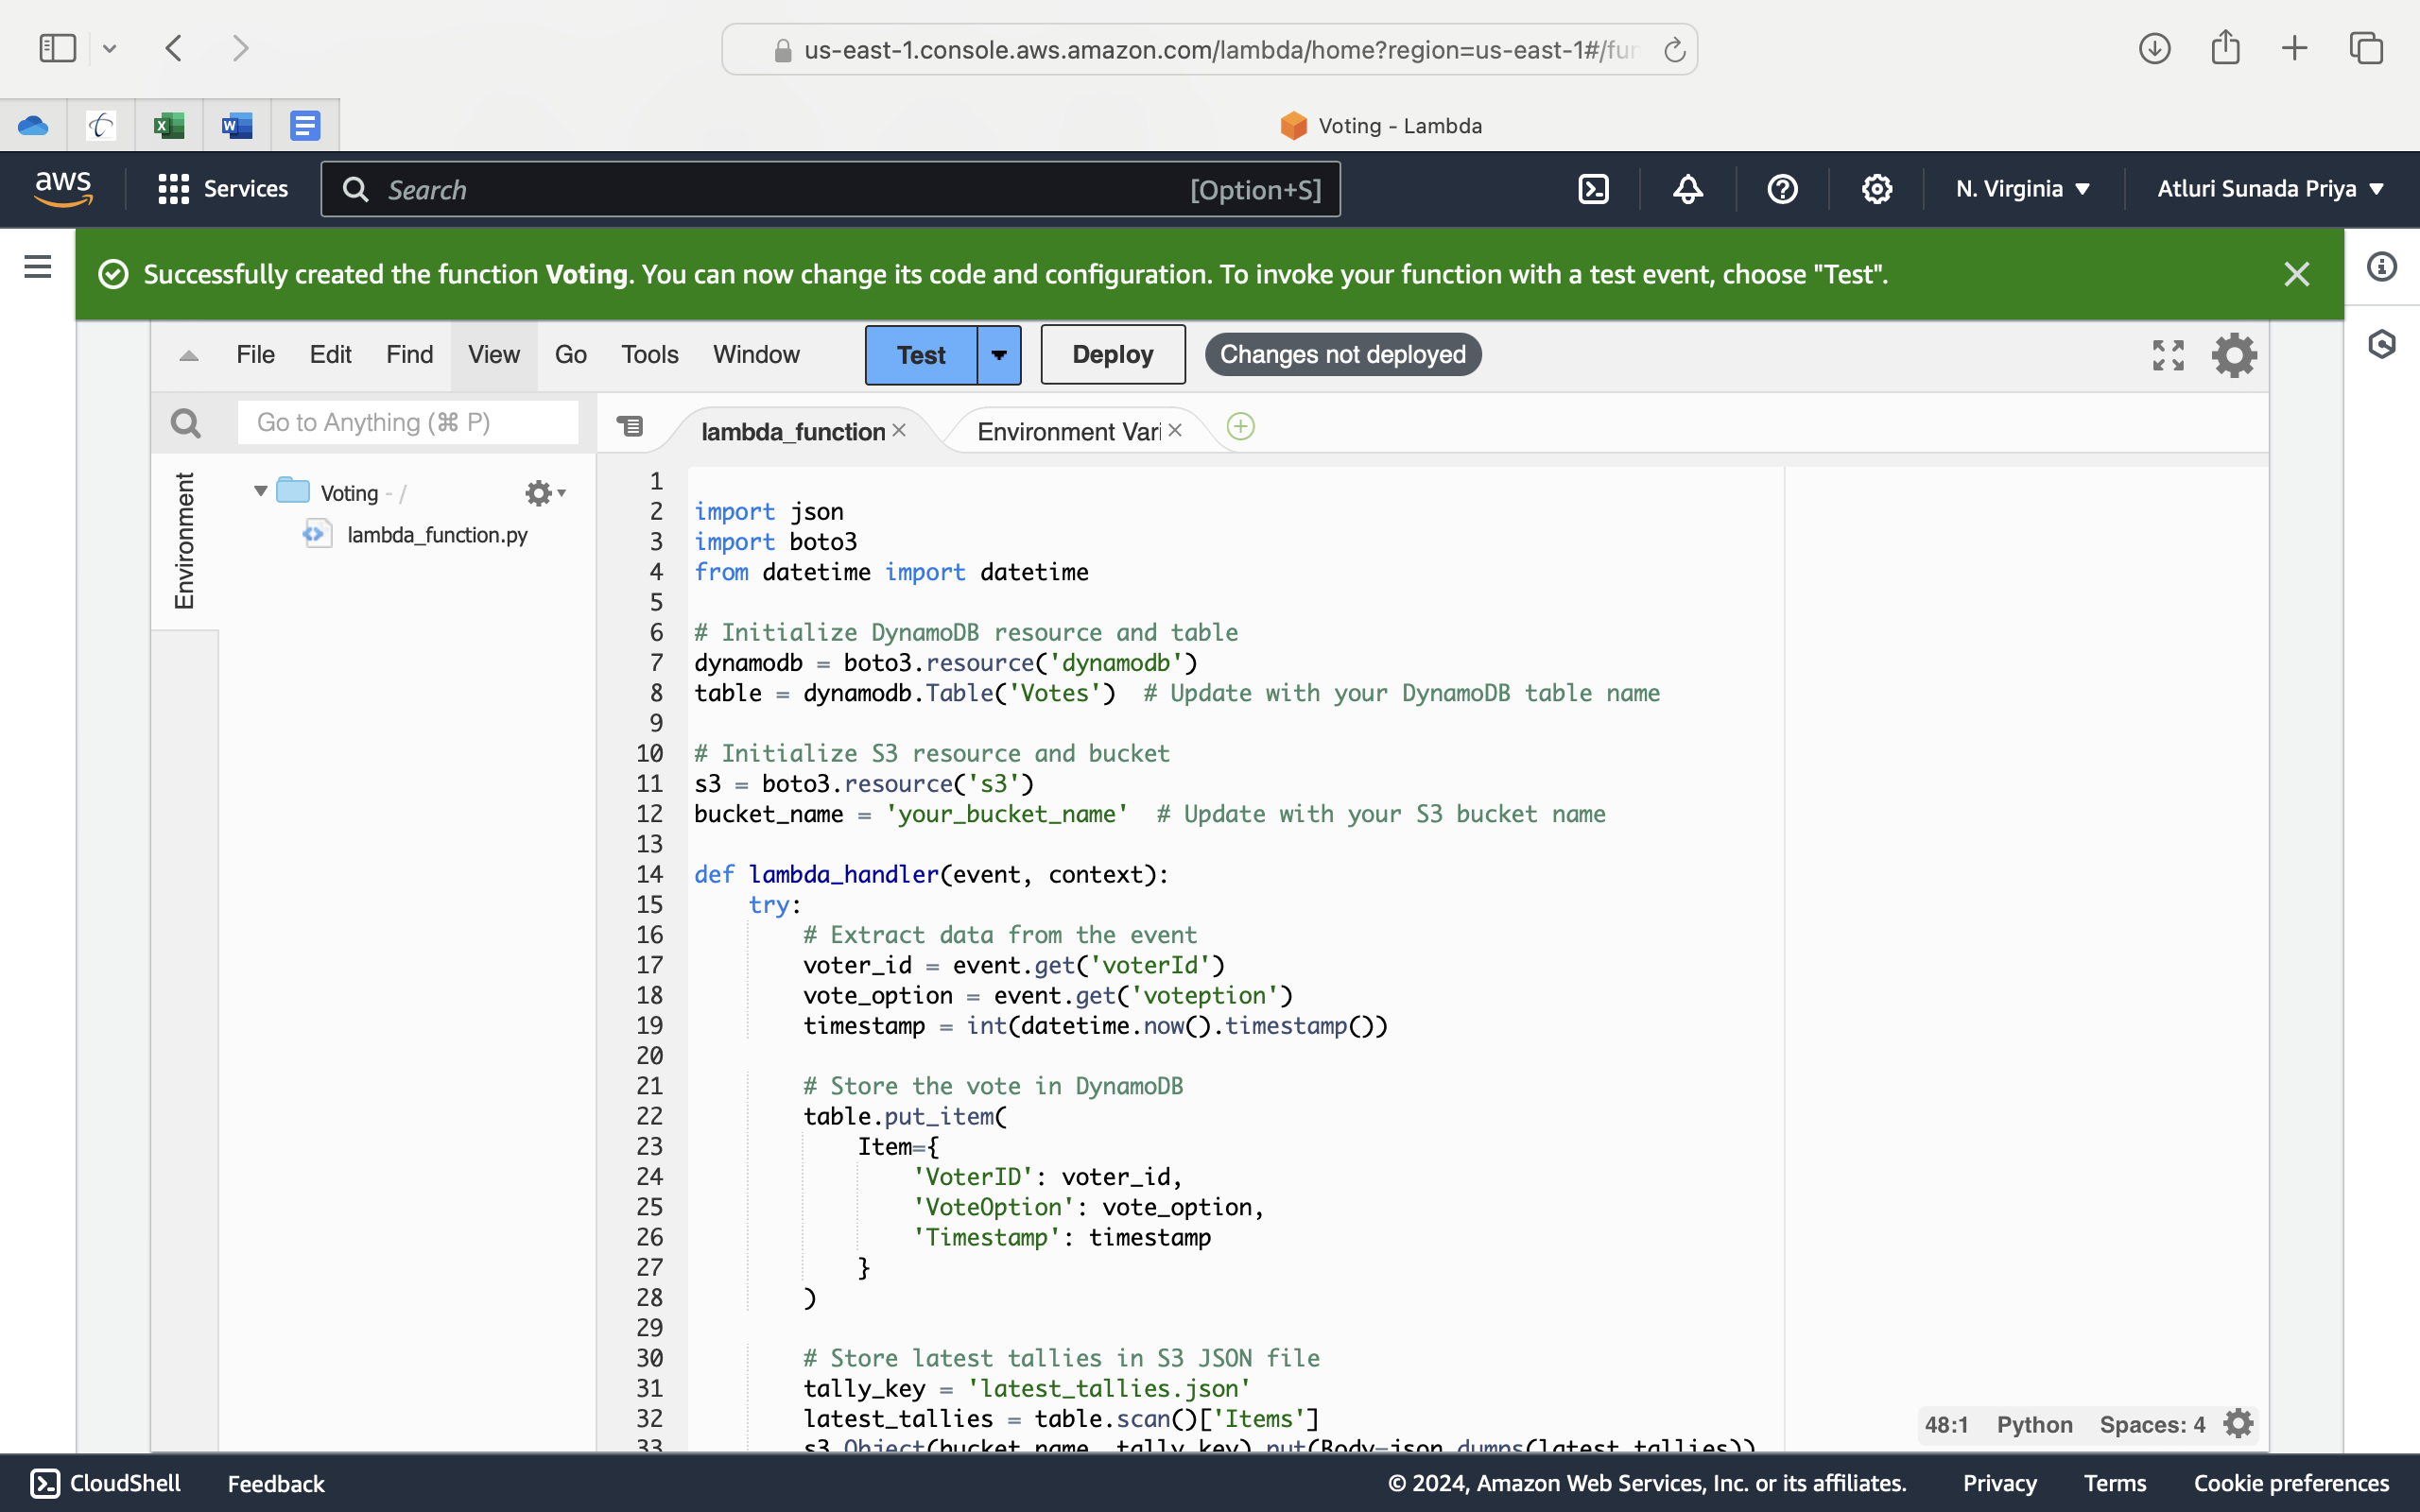 us-east-1.console.aws.amazon.com/lambda/home?region=us-east-1#/fur
Voting - Lambda
aws
Services
Search
[Option+S]
N. Virginia
Atluri Sunada Priya
Successfully created the function Voting. You can now change its code and configuration. To invoke your function with a test event, choose "Test".
File
Edit
Find
View
Go
Tools
Window
Test
Deploy
Changes not deployed
Go to Anything (⌘ P)
lambda_function
Environment Vari
Environment
Voting - /
lambda_function.py
1
2 import json
3 import boto3
4 from datetime import datetime
5
6 # Initialize DynamoDB resource and table
7 dynamodb = boto3.resource('dynamodb')
8 table = dynamodb.Table('Votes')  # Update with your DynamoDB table name
9
10 # Initialize S3 resource and bucket
11 s3 = boto3.resource('s3')
12 bucket_name = 'your_bucket_name'  # Update with your S3 bucket name
13
14 def lambda_handler(event, context):
15     try:
16         # Extract data from the event
17         voter_id = event.get('voterId')
18         vote_option = event.get('voteption')
19         timestamp = int(datetime.now().timestamp())
20
21         # Store the vote in DynamoDB
22         table.put_item(
23             Item={
24                 'VoterID': voter_id,
25                 'VoteOption': vote_option,
26                 'Timestamp': timestamp
27             }
28         )
29
30         # Store latest tallies in S3 JSON file
31         tally_key = 'latest_tallies.json'
32         latest_tallies = table.scan()['Items']
33         s3.Object(bucket_name, tally_key).put(Body=json.dumps(latest_tallies))
48:1
Python
Spaces: 4
CloudShell
Feedback
© 2024, Amazon Web Services, Inc. or its affiliates.
Privacy
Terms
Cookie preferences